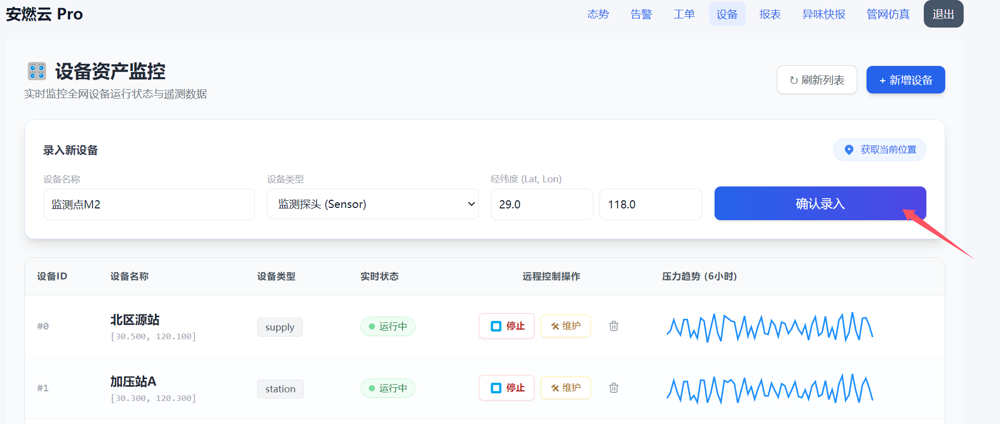 安燃云 Pro
态势 告警 工单 设备 报表 异味快报 管网仿真 退出
设备资产监控
实时监控全网设备运行状态与遥测数据
↻ 刷新列表 + 新增设备
录入新设备
获取当前位置
设备名称 设备类型 经纬度 (Lat, Lon)
监测点M2 监测探头 (Sensor) 29.0 118.0 确认录入
设备ID 设备名称 设备类型 实时状态 远程控制操作 压力趋势 (6小时)
#0 北区源站 supply 运行中 停止 维护
[30.500, 120.100]
#1 加压站A station 运行中 停止 维护
[30.300, 120.300]